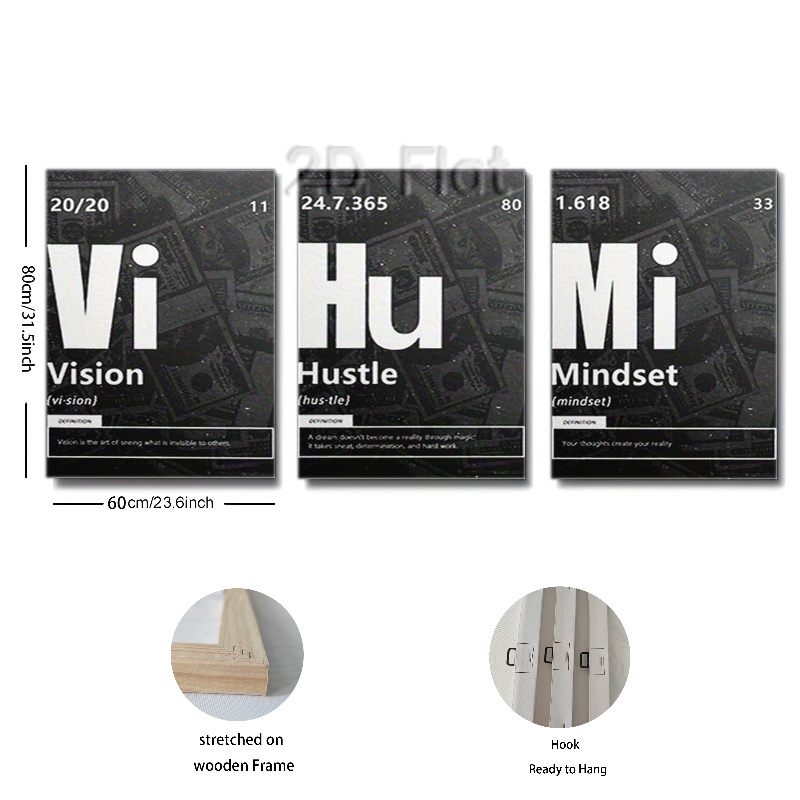 2D Flat
20/20 11
Vi
Vision
{vi·sion}
DEFINITION
Vision is the art of seeing what is invisible to others.
24.7.365 80
Hu
Hustle
{hus·tle}
DEFINITION
A dream doesn't become a reality through magic!
it takes sneat, determination, and hard work.
1.618 33
Mi
Mindset
{mindset}
DEFINITION
Your thoughts create your reality
80cm/31.5inch
60cm/23.6inch
stretched on
wooden Frame
Hook
Ready to Hang